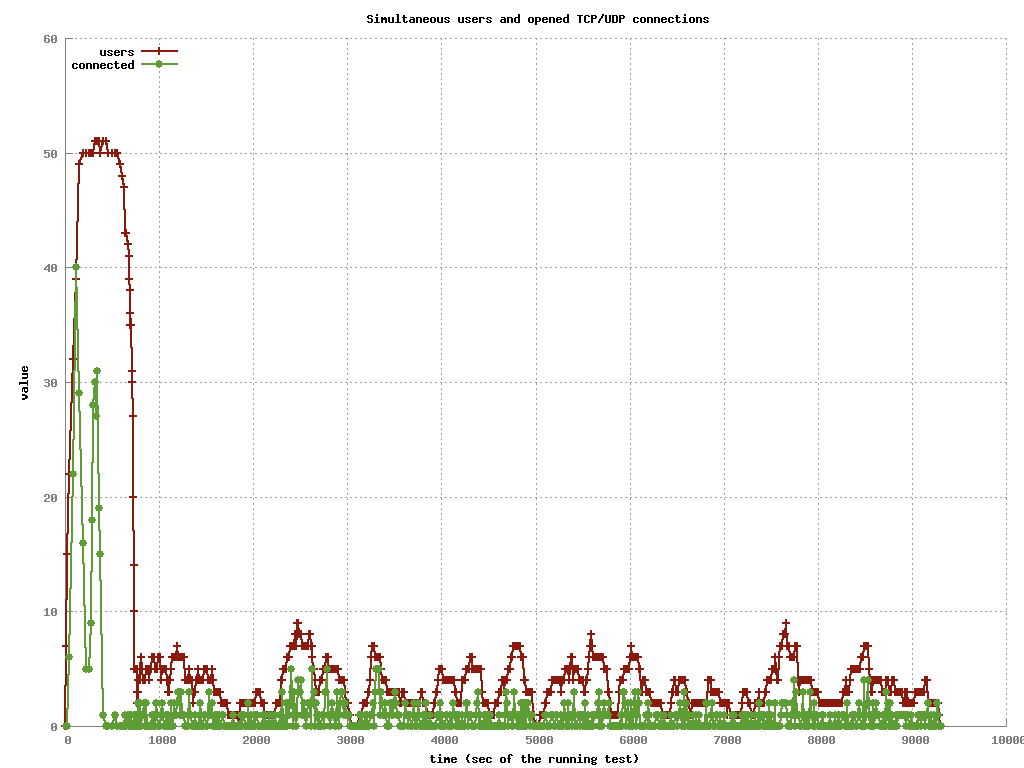 Simultaneous users and opened TCP/UDP connections
60
users
connected
50
40
value
30
20
10
0
0 1000 2000 3000 4000 5000 6000 7000 8000 9000 10000
time (sec of the running test)